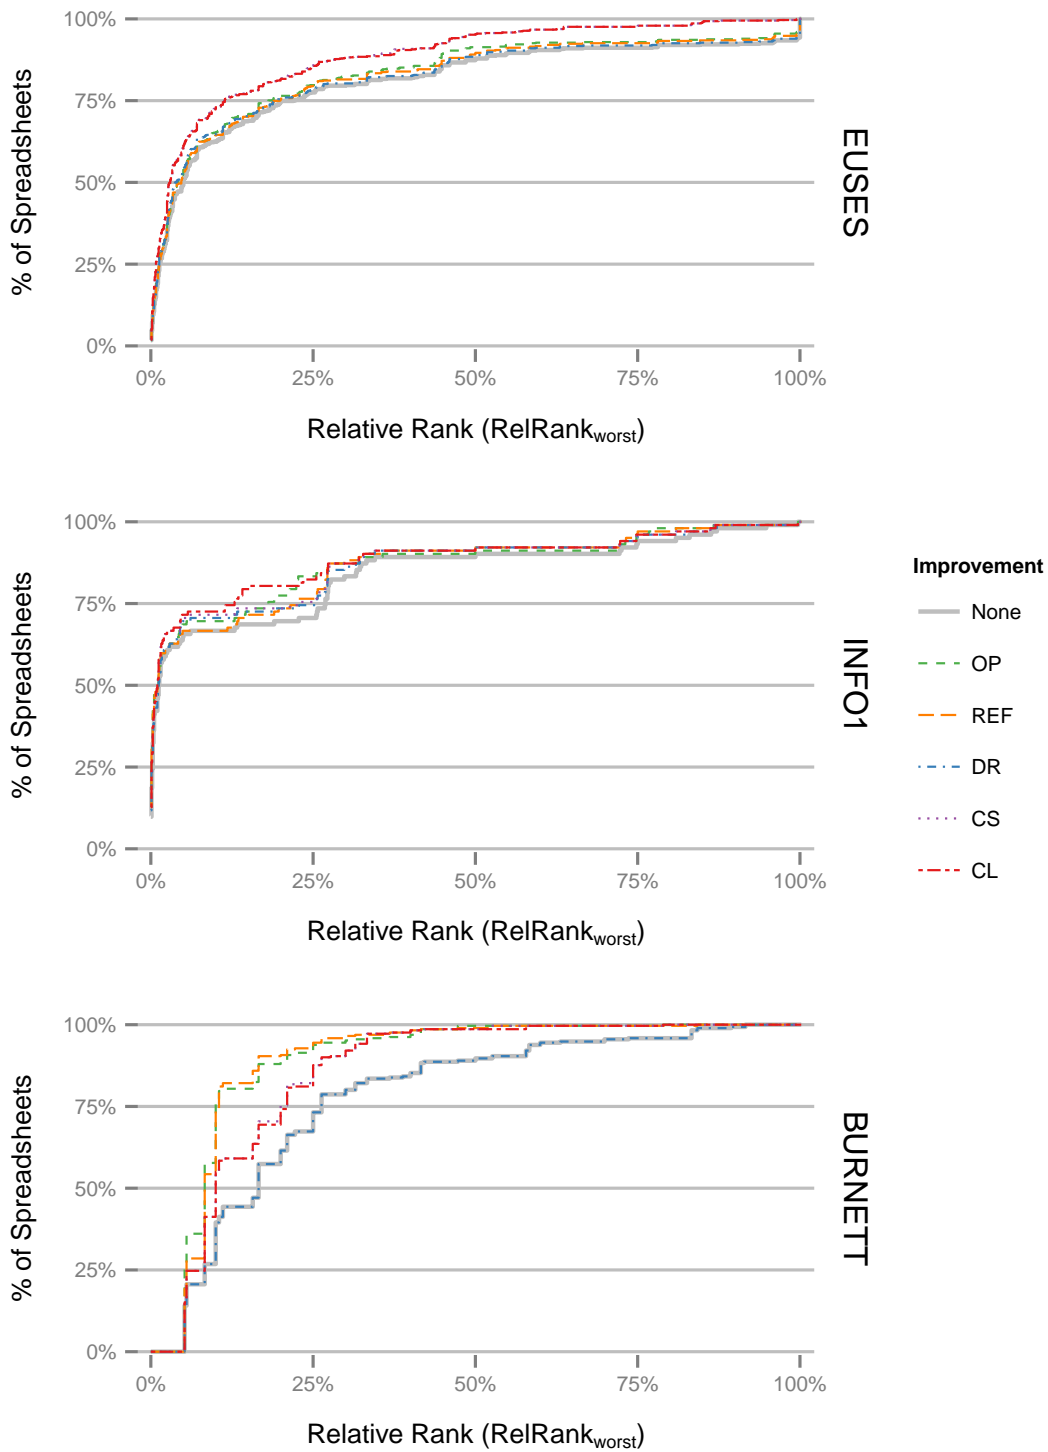 100%
75%
50%
25%
0%
% of Spreadsheets
0% 25% 50% 75% 100%
Relative Rank (RelRankworst)
EUSES
100%
75%
50%
25%
0%
% of Spreadsheets
0% 25% 50% 75% 100%
Relative Rank (RelRankworst)
INFO1
Improvement
None
OP
REF
DR
CS
CL
100%
75%
50%
25%
0%
% of Spreadsheets
0% 25% 50% 75% 100%
Relative Rank (RelRankworst)
BURNETT